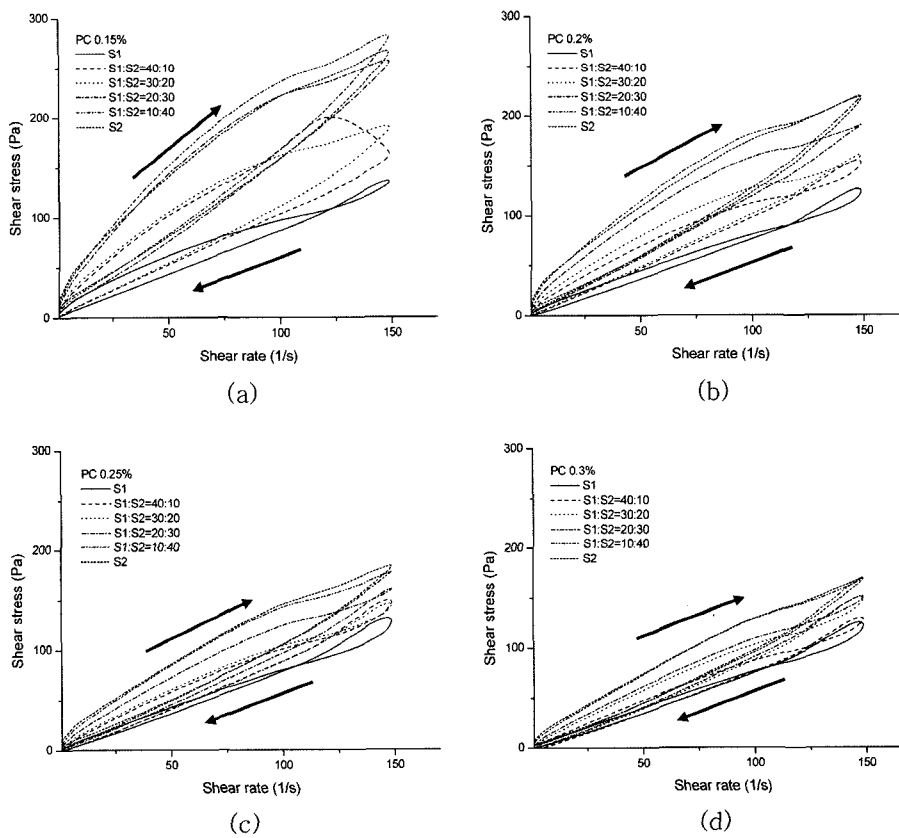 300
PC 0.15%
S1
S1:S2=40:10
S1:S2=30:20
S1:S2=20:30
S1:S2=10:40
S2
200
100
0
50
100
150
Shear stress (Pa)
Shear rate (1/s)
(a)
300
PC 0.2%
S1
S1:S2=40:10
S1:S2=30:20
S1:S2=20:30
S1:S2=10:40
S2
200
100
0
50
100
150
Shear stress (Pa)
Shear rate (1/s)
(b)
300
PC 0.25%
S1
S1:S2=40:10
S1:S2=30:20
S1:S2=20:30
S1:S2=10:40
S2
200
100
0
50
100
150
Shear stress (Pa)
Shear rate (1/s)
(c)
300
PC 0.3%
S1
S1:S2=40:10
S1:S2=30:20
S1:S2=20:30
S1:S2=10:40
S2
200
100
0
50
100
150
Shear stress (Pa)
Shear rate (1/s)
(d)